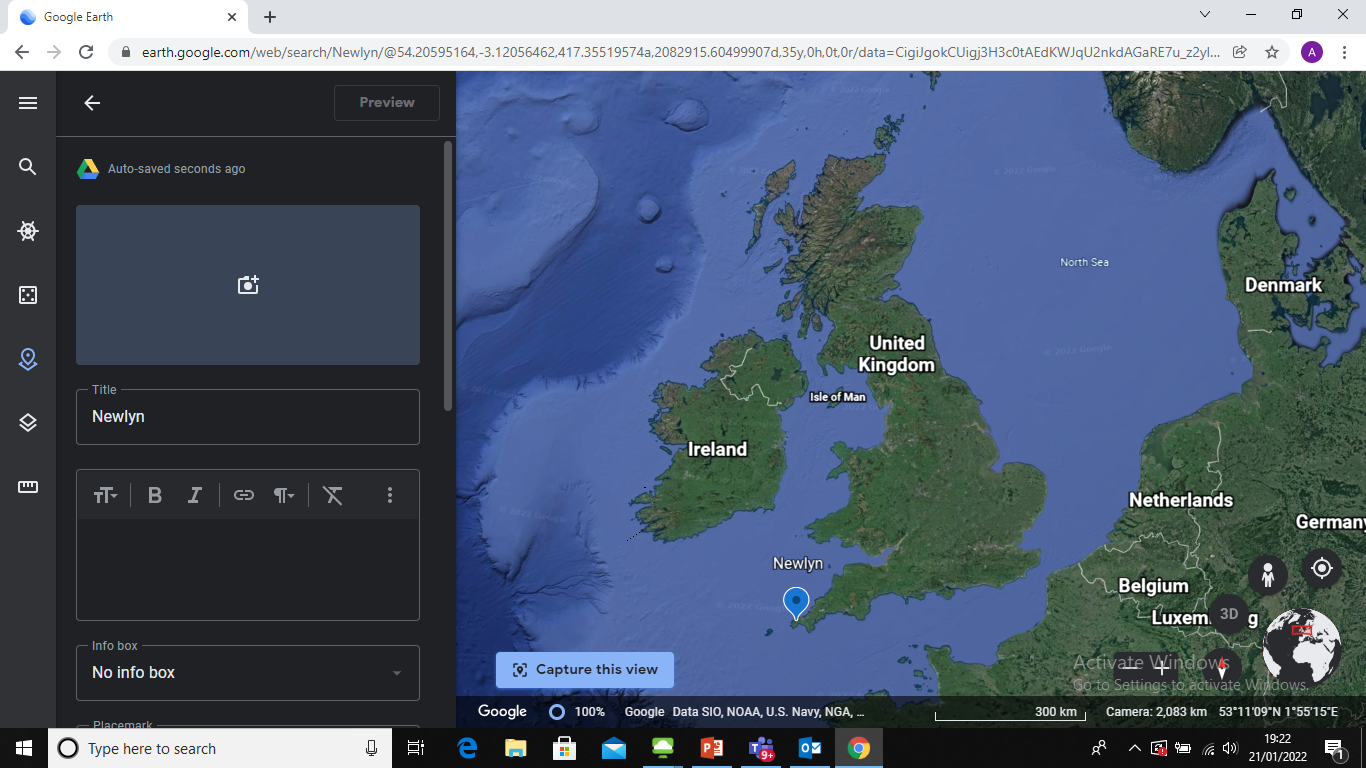 Google Earth
earth.google.com/web/search/Newlyn/@54.20595164,-3.12056462,417.35519574a,2082915.60499907d,35y,0h,0t,0r/data=CigiJgokCUigj3H3c0tAEdKWJqU2nkdAGaRE7u_z2yI...
A
Preview
Auto-saved seconds ago
Title
Newlyn
B I
Info box
No info box
Placemark
North Sea
Denmark
United
Kingdom
Isle of Man
Ireland
Netherlands
Germany
Newlyn
Belgium
3D
Luxem g
Capture this view
Activate Windows
Go to Settings to activate Windows.
Google 100% Google Data SIO, NOAA, U.S. Navy, NGA, ... 300 km Camera: 2,083 km 53°11'09"N 1°55'15"E
Type here to search
9+
19:22
21/01/2022
1